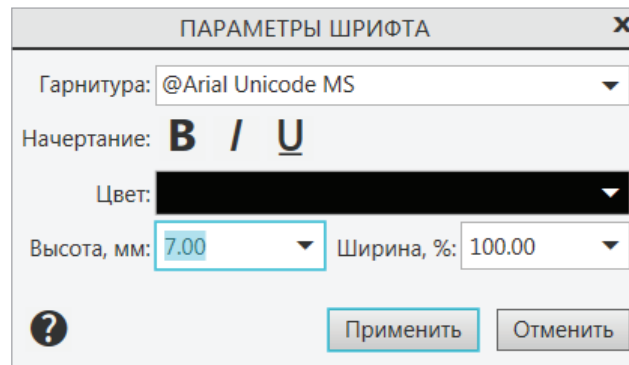 ПАРАМЕТРЫ ШРИФТА
Гарнитура: @Arial Unicode MS
Начертание: B I U
Цвет:
Высота, мм: 7.00 Ширина, %: 100.00
? Применить Отменить